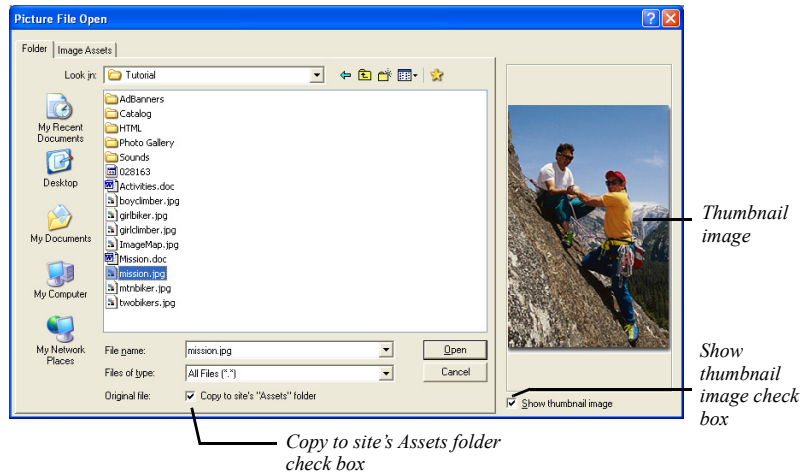 Picture File Open
Folder
Image Assets
Look in:
Tutorial
My Recent
Documents
Desktop
My Documents
My Computer
My Network
Places
AdBanners
Catalog
HTML
Photo Gallery
Sounds
028163
Activities.doc
boyclimber.jpg
girlbiker.jpg
girlclimber.jpg
ImageMap.jpg
Mission.doc
mission.jpg
mtnbiker.jpg
twobikers.jpg
File name:
mission.jpg
Open
Files of type:
All Files (*.*)
Cancel
Original file:
Copy to site's "Assets" folder
Show thumbnail image
Thumbnail
image
Show
thumbnail
image check
box
Copy to site’s Assets folder
check box